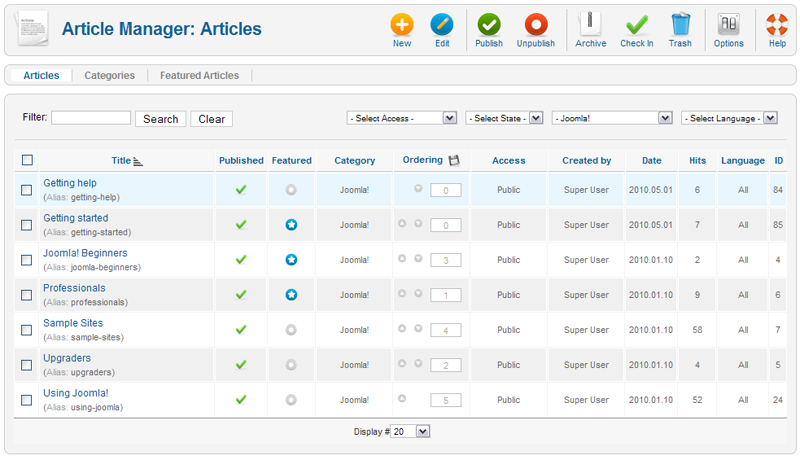 Article Manager: Articles
New Edit Publish Unpublish Archive Check In Trash Options Help
Articles Categories Featured Articles
Filter: Search Clear - Select Access - - Select State - - Joomla! - Select Language -
Title Published Featured Category Ordering Access Created by Date Hits Language ID
Getting help
(Alias: getting-help) Joomla! 0 Public Super User 2010.05.01 6 All 84
Getting started
(Alias: getting-started) Joomla! 0 Public Super User 2010.05.01 7 All 85
Joomla! Beginners
(Alias: joomla-beginners) Joomla! 3 Public Super User 2010.01.10 2 All 4
Professionals
(Alias: professionals) Joomla! 1 Public Super User 2010.01.10 9 All 6
Sample Sites
(Alias: sample-sites) Joomla! 4 Public Super User 2010.01.10 58 All 7
Upgraders
(Alias: upgraders) Joomla! 2 Public Super User 2010.01.10 4 All 5
Using Joomla!
(Alias: using-joomla) Joomla! 5 Public Super User 2010.01.10 52 All 24
Display # 20